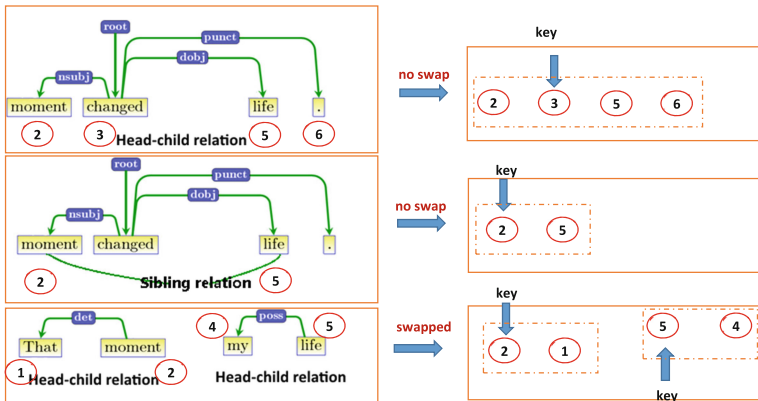 root
punct
dobj
nsubj
moment changed life .
2 3 5 6
Head-child relation
no swap
key
2 3 5 6
root
punct
dobj
nsubj
moment changed life .
2 5
Sibling relation
no swap
key
2 5
det
That moment
1 2
Head-child relation
poss
4 5
my life
Head-child relation
swapped
key
2 1
5 4
key